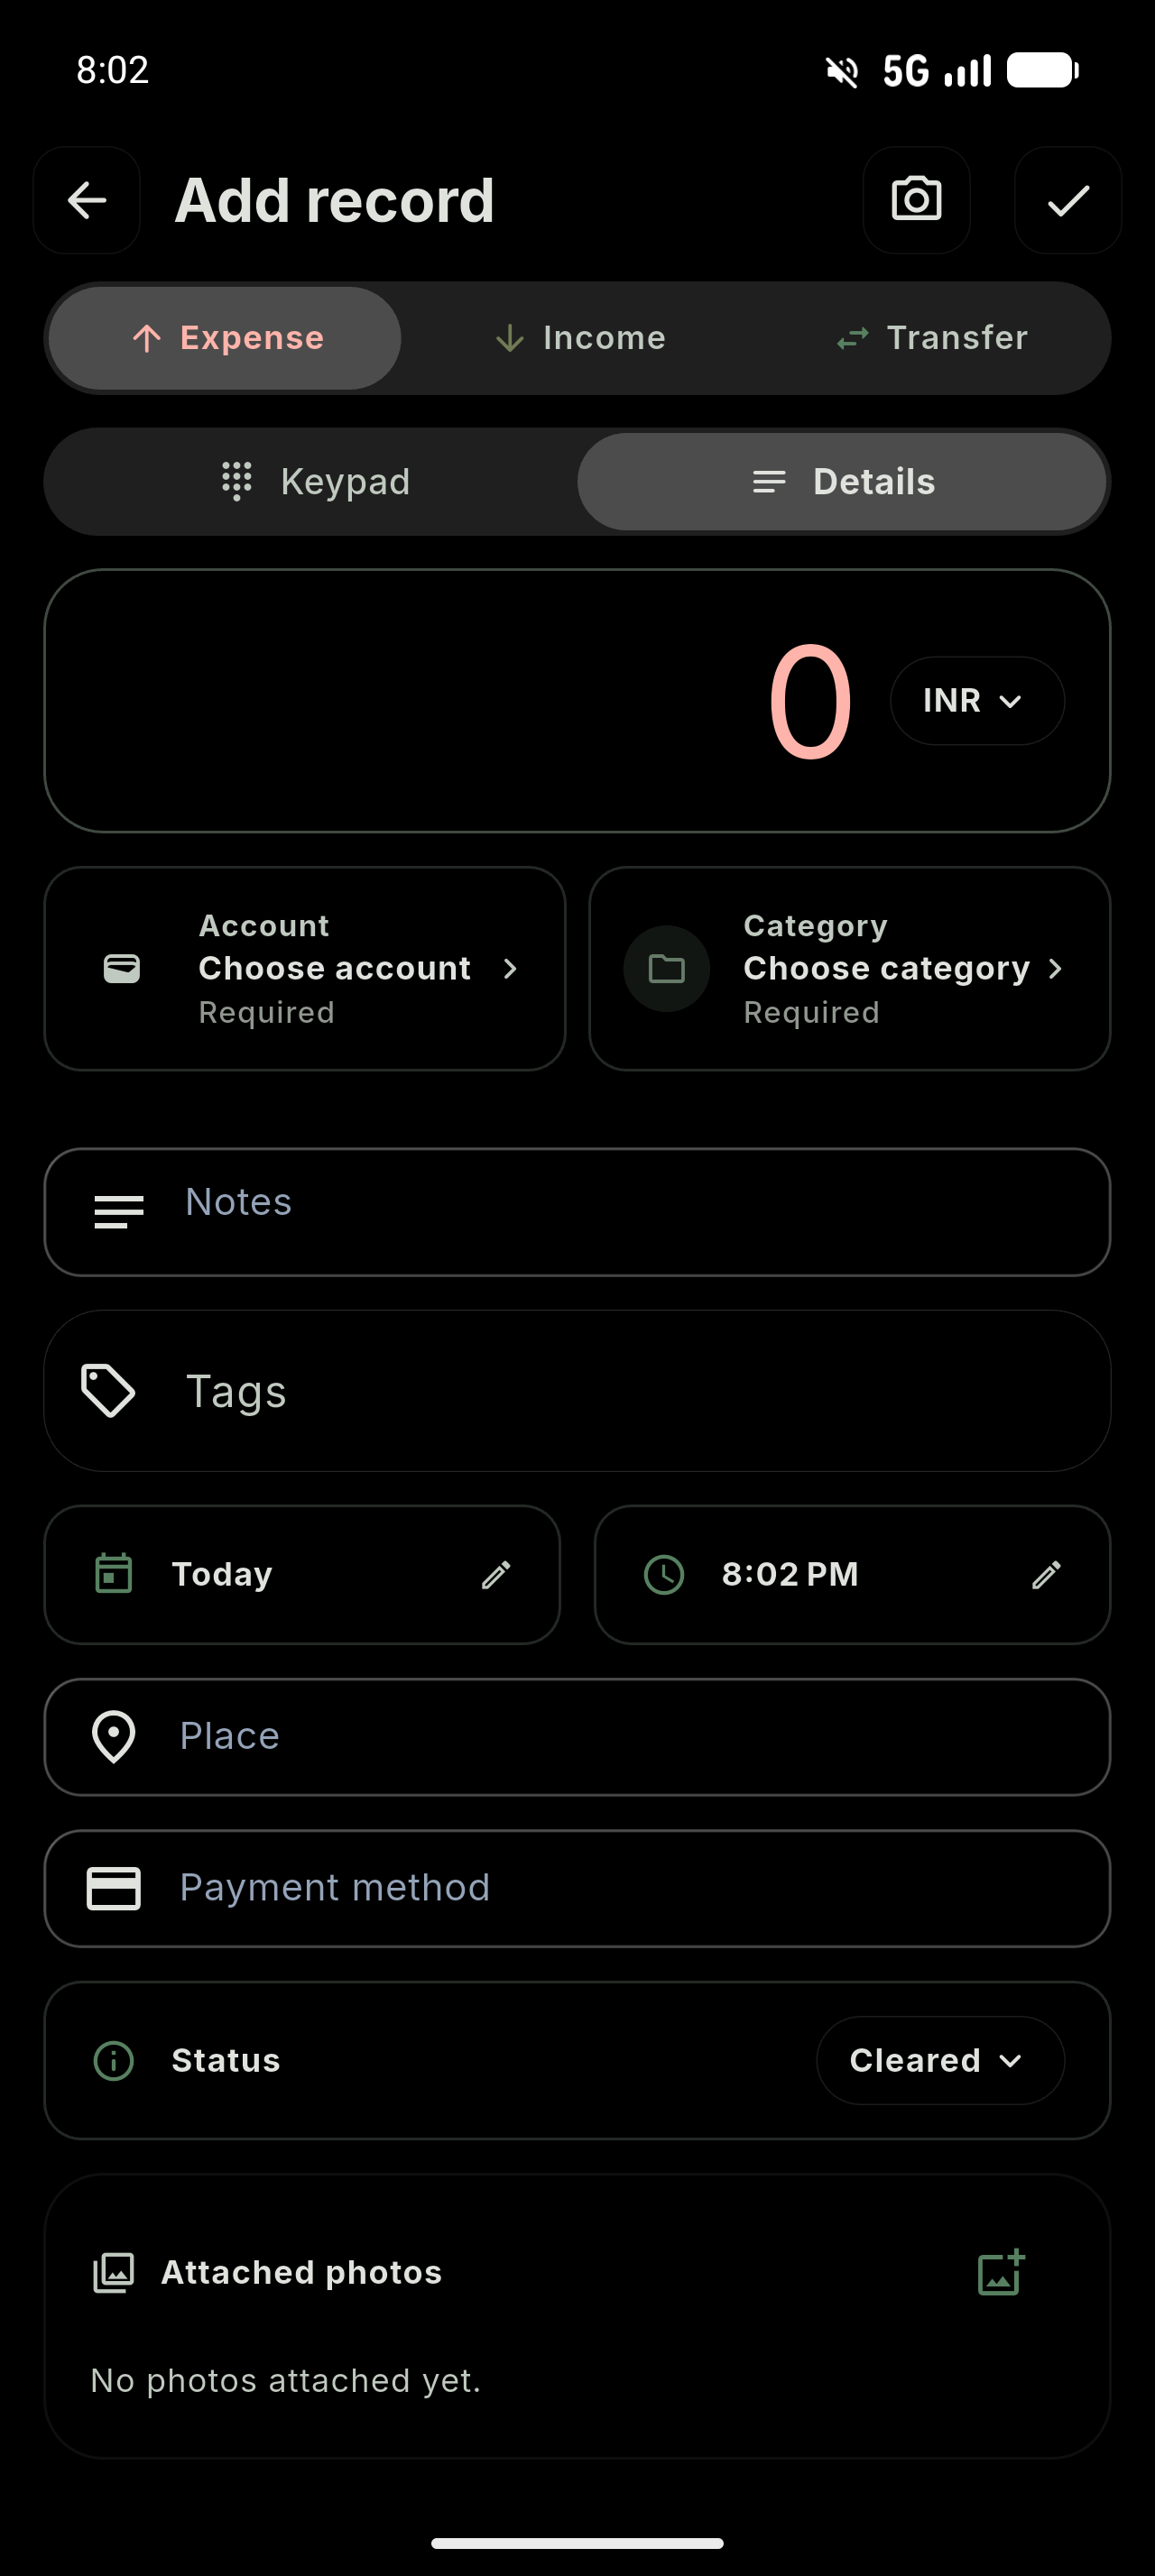 8:02
5G
Add record
Expense
Income
Transfer
Keypad
Details
0
INR
Account
Choose account
Required
Category
Choose category
Required
Notes
Tags
Today
8:02 PM
Place
Payment method
Status
Cleared
Attached photos
No photos attached yet.